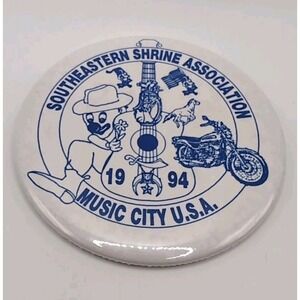 SOUTHEASTERN SHRINE ASSOCIATION
19 94
MUSIC CITY U.S.A.